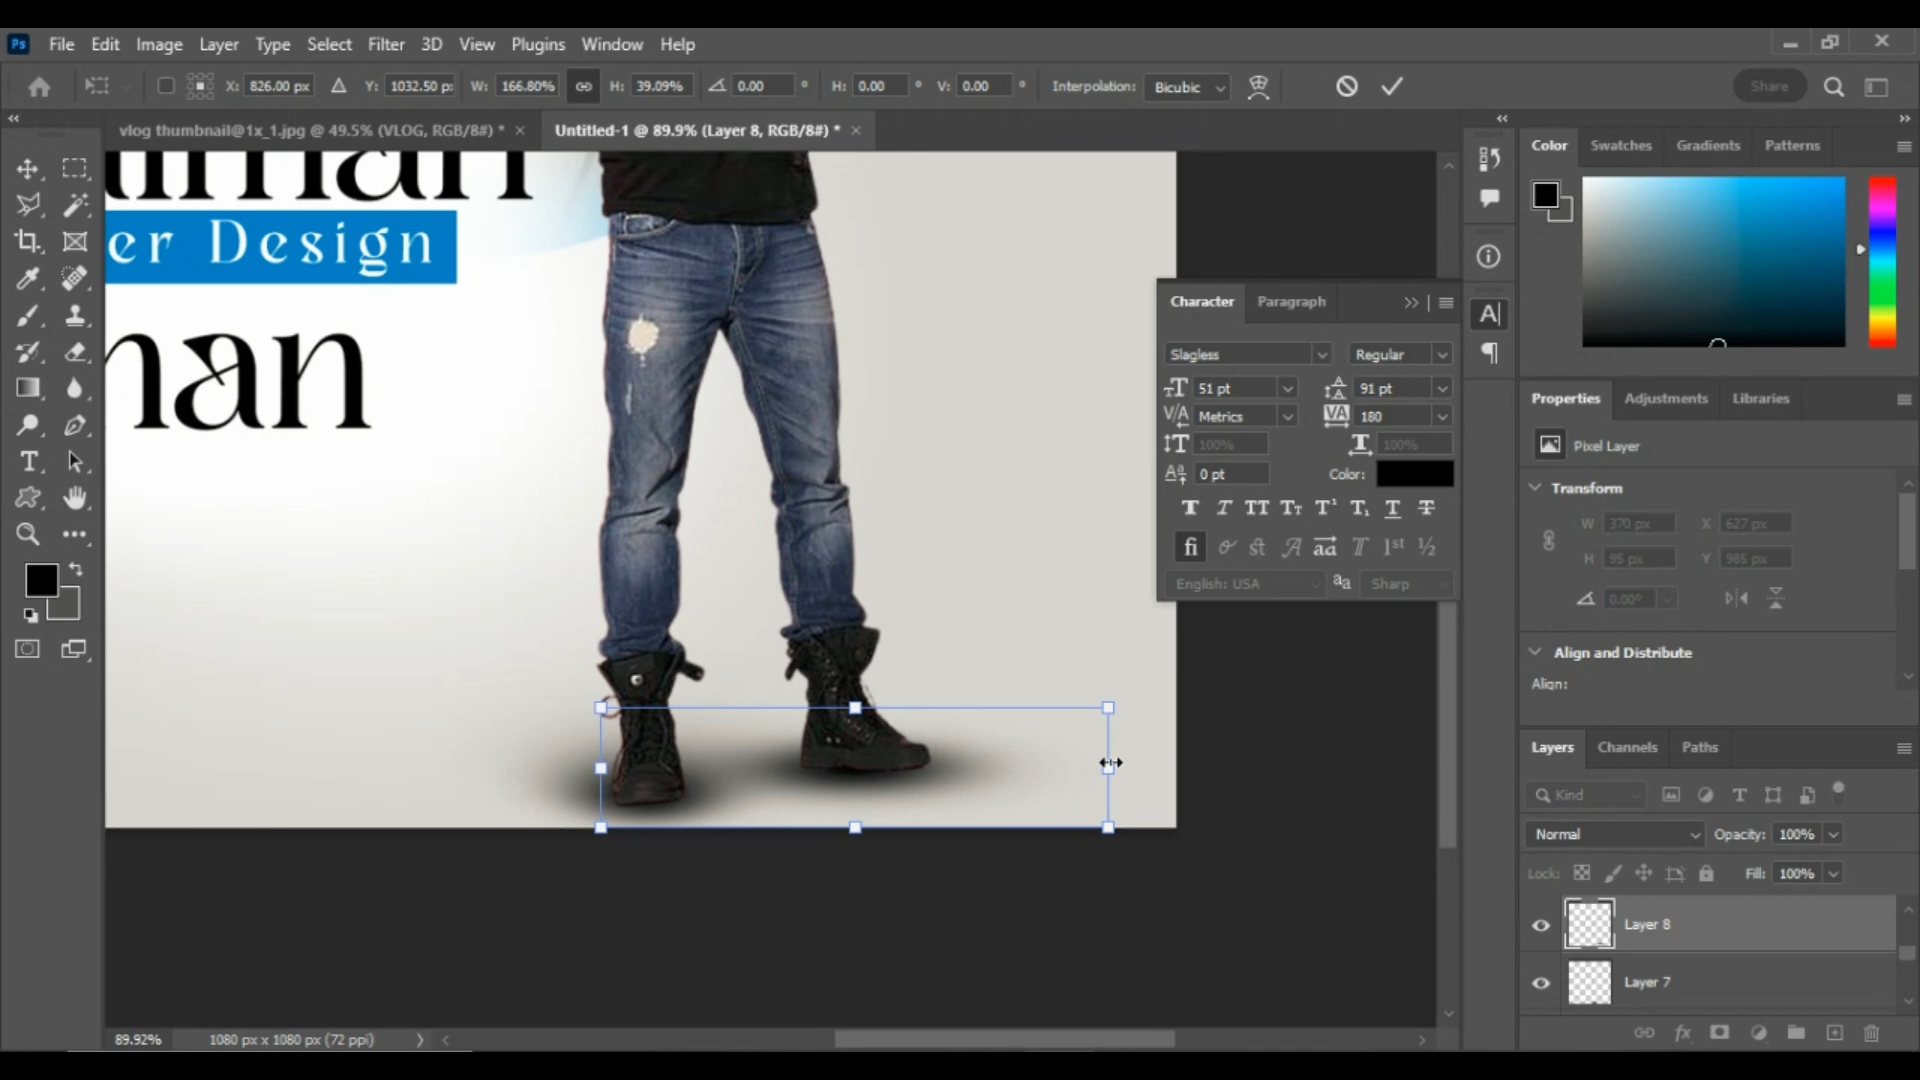 Ps File Edit Image Layer Type Select Filter 3D View Plugins Window Help
X: 826.00 px Y: 1032.50 p: W: 166.80% H: 39.09% 0.00 ° H: 0.00 ° V: 0.00 ° Interpolation: Bicubic Share
vlog thumbnail@1x_1.jpg @ 49.5% (VLOG, RGB/8#) * × Untitled-1 @ 89.9% (Layer 8, RGB/8#) * ×
er Design
man
Character Paragraph
Slagless Regular
51 pt 91 pt
Metrics 180
100% 100%
0 pt Color:
English: USA Sharp
Color Swatches Gradients Patterns
Properties Adjustments Libraries
Pixel Layer
Transform
W 370 px X 627 px
H 95 px Y 985 px
0.00°
Align and Distribute
Align:
Layers Channels Paths
Kind
Normal Opacity: 100%
Lock: Fill: 100%
Layer 8
Layer 7
89.92% 1080 px x 1080 px (72 ppi)